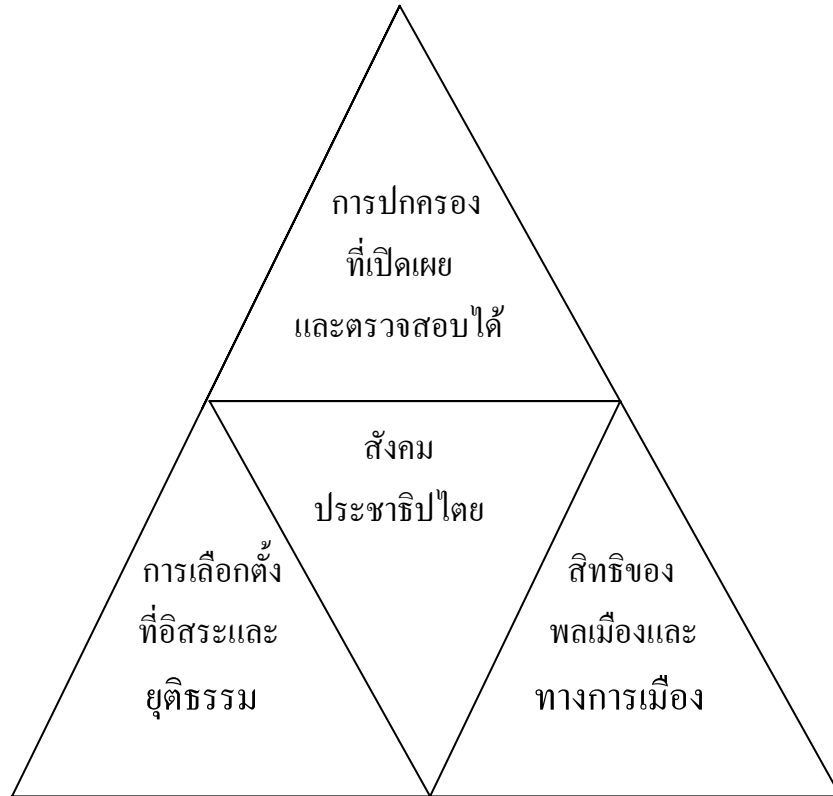 การปกครอง
ที่เปิดเผย
และตรวจสอบได้
สังคม
ประชาธิปไตย
การเลือกตั้ง
ที่อิสระและ
ยุติธรรม
สิทธิของ
พลเมืองและ
ทางการเมือง